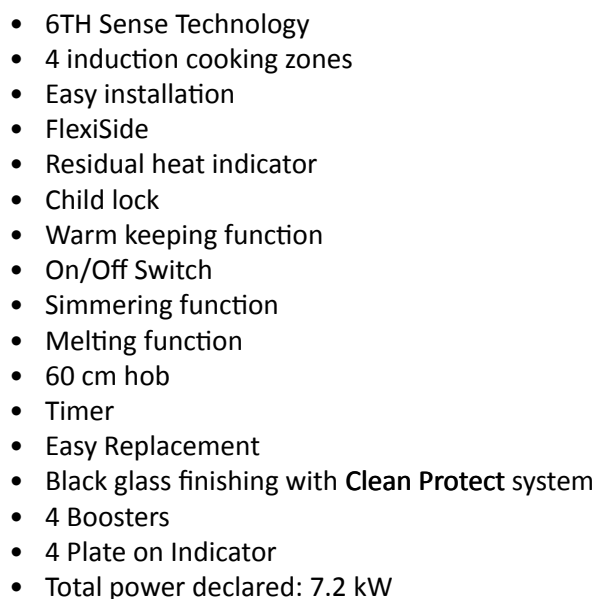 • 6TH Sense Technology
• 4 induction cooking zones
• Easy installation
• FlexiSide
• Residual heat indicator
• Child lock
• Warm keeping function
• On/Off Switch
• Simmering function
• Melting function
• 60 cm hob
• Timer
• Easy Replacement
• Black glass finishing with Clean Protect system
• 4 Boosters
• 4 Plate on Indicator
• Total power declared: 7.2 kW